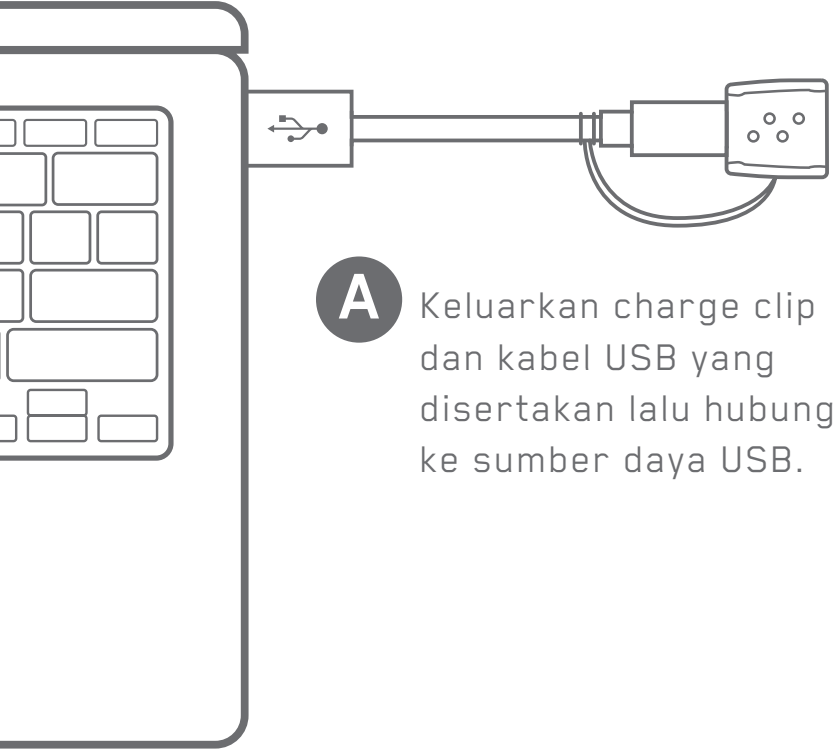 A
Keluarkan charge clip
dan kabel USB yang
disertakan lalu hubung
ke sumber daya USB.